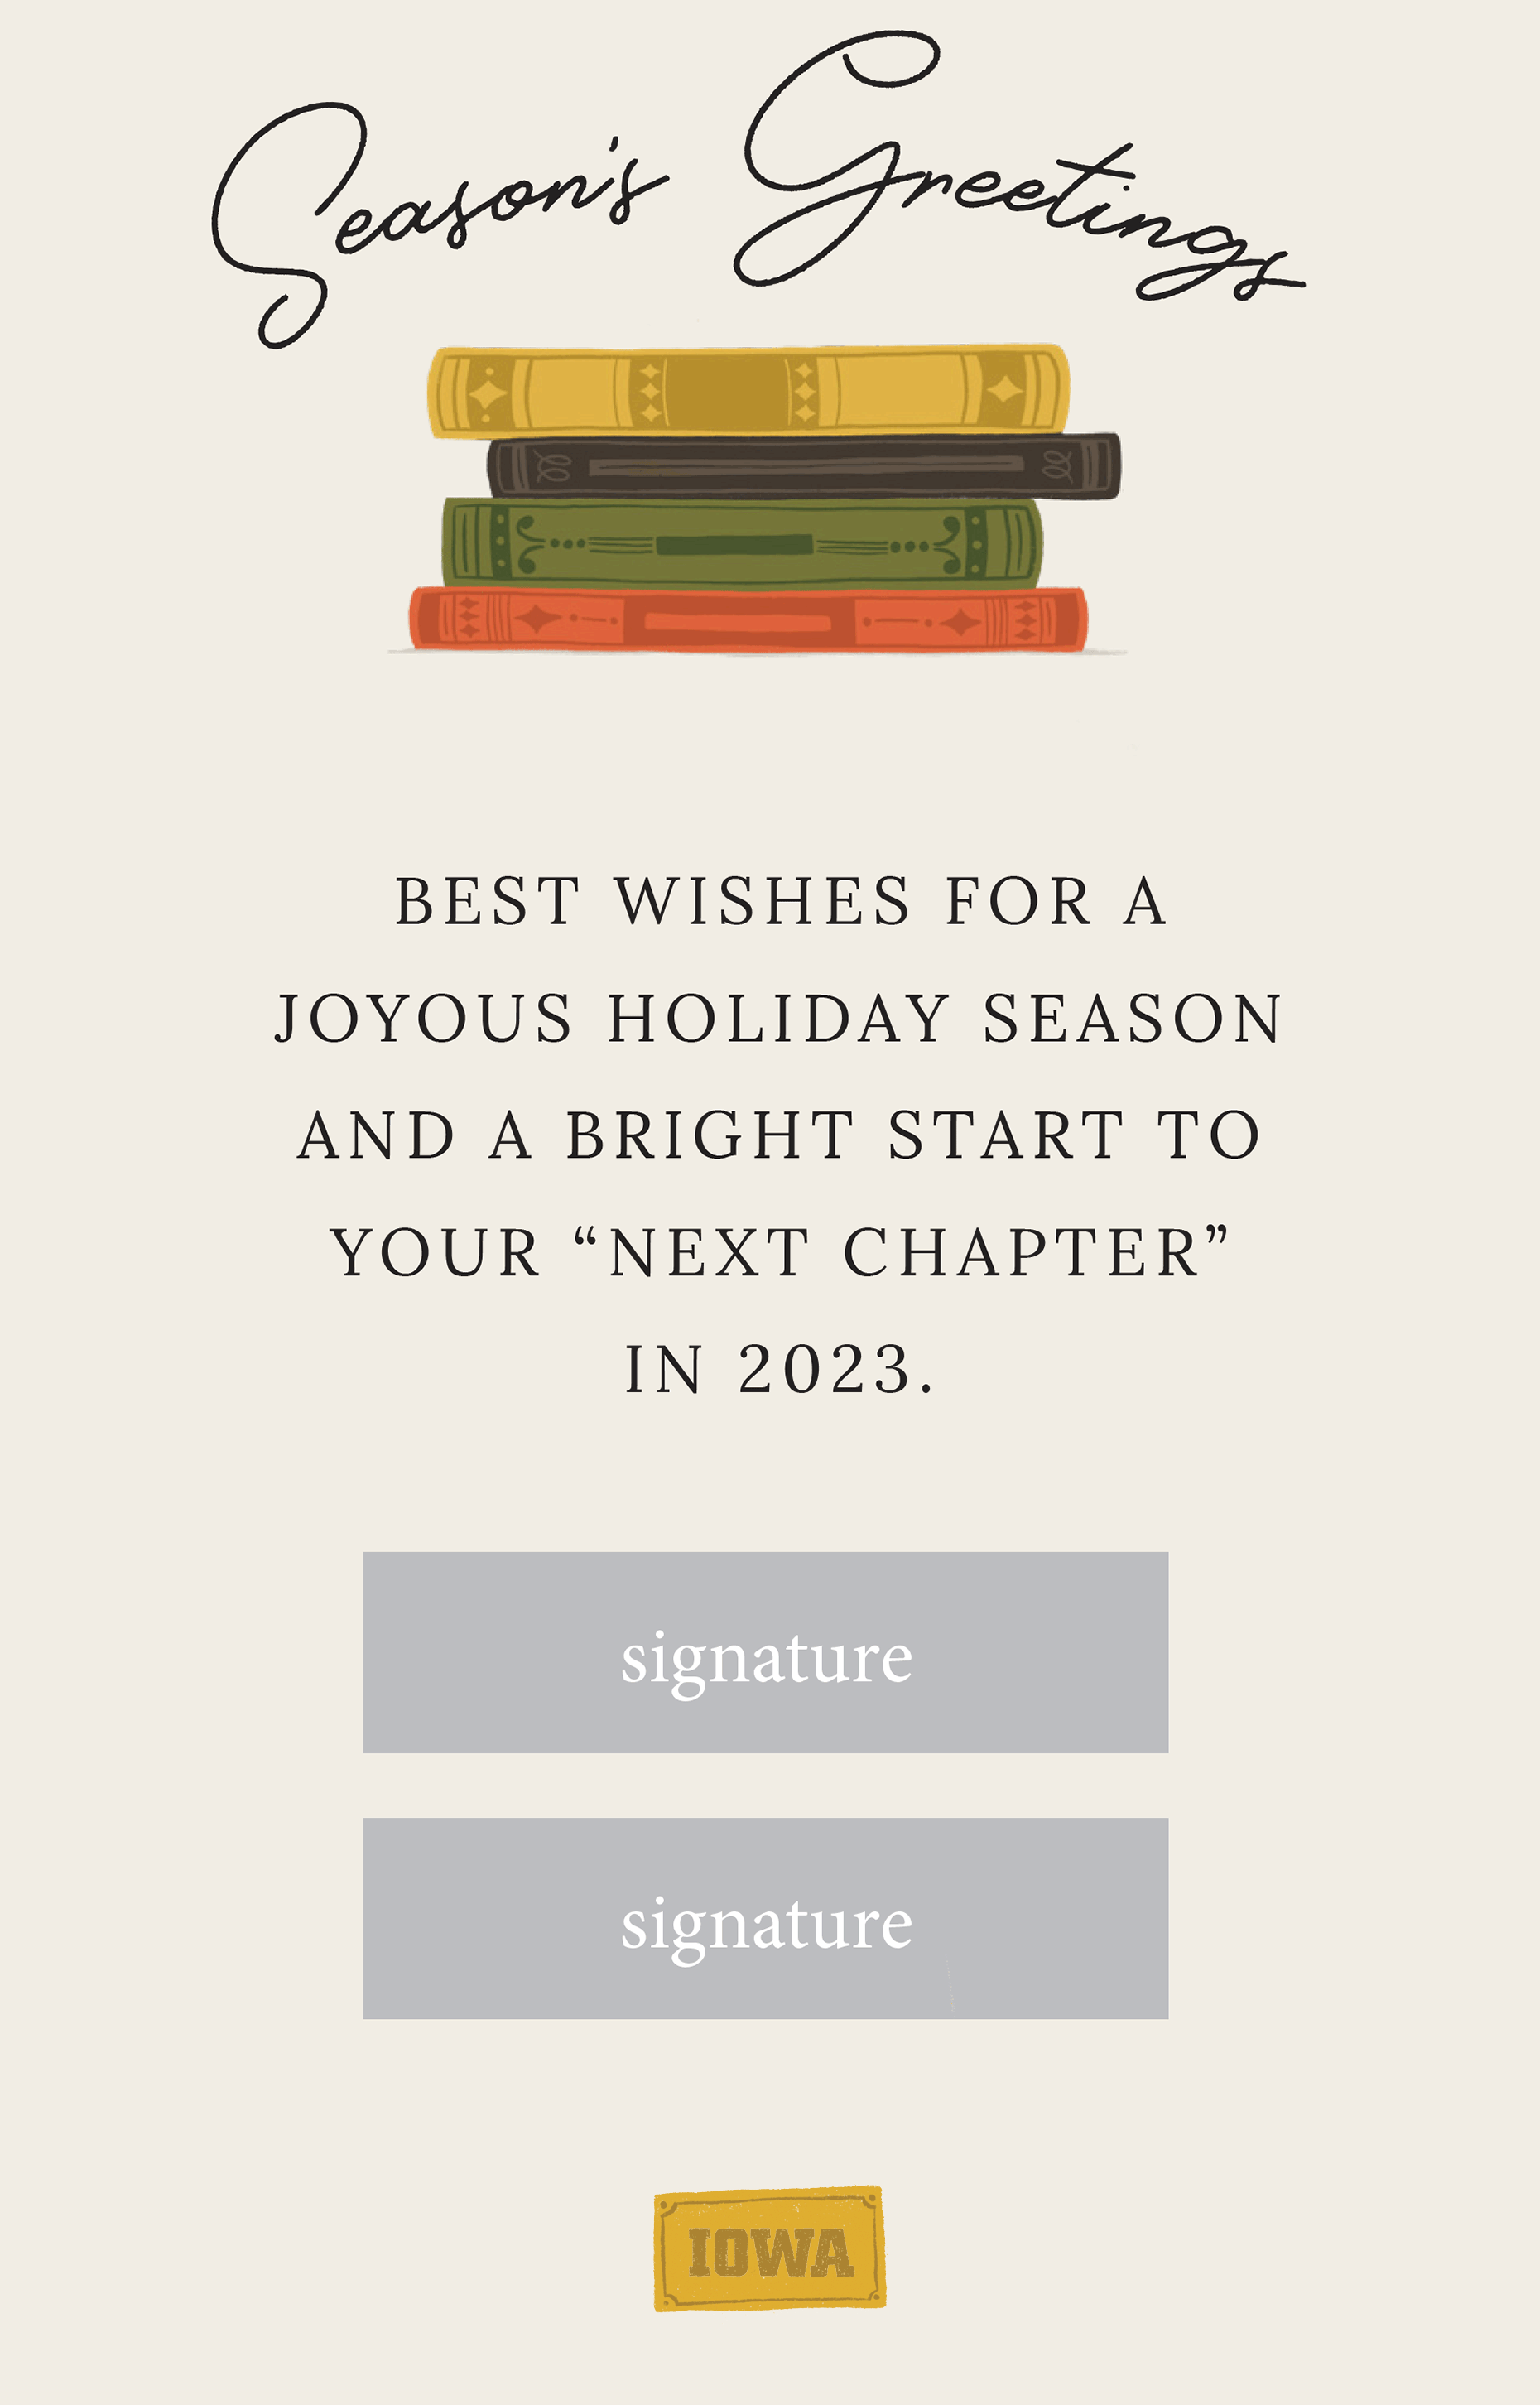 Season's Greetings
BEST WISHES FOR A
JOYOUS HOLIDAY SEASON
AND A BRIGHT START TO
YOUR “NEXT CHAPTER”
IN 2023.
signature
signature
IOWA